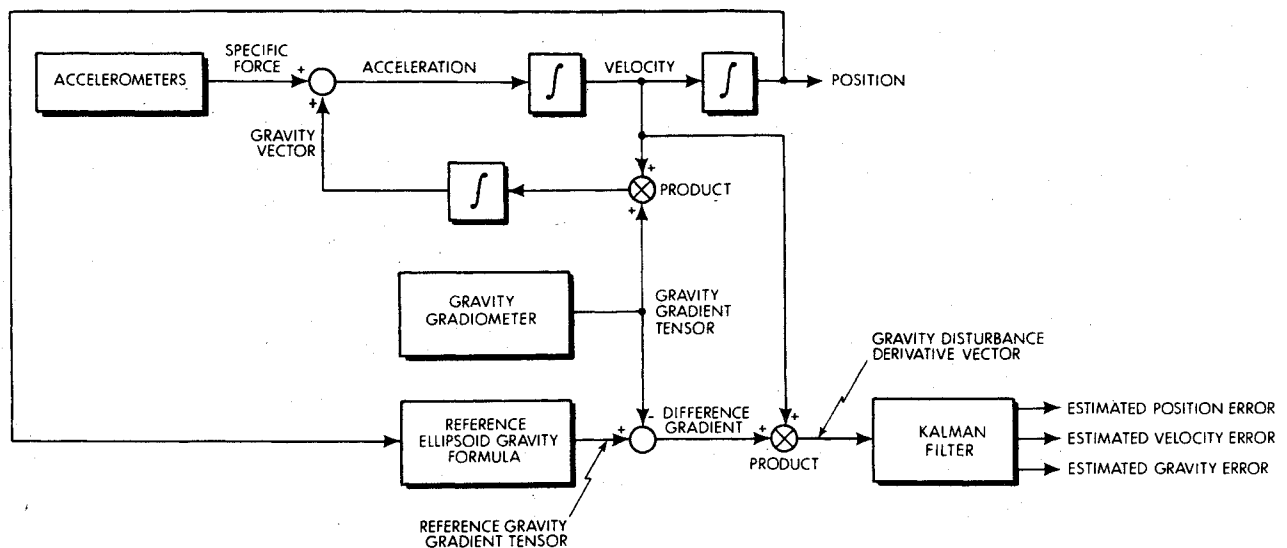 SPECIFIC
FORCE
ACCELEROMETERS
+
+
ACCELERATION
∫
VELOCITY
∫
POSITION
GRAVITY
VECTOR
∫
+
+
PRODUCT
GRAVITY
GRADIOMETER
GRAVITY
GRADIENT
TENSOR
GRAVITY DISTURBANCE
DERIVATIVE VECTOR
REFERENCE
ELLIPSOID GRAVITY
FORMULA
+
-
DIFFERENCE
GRADIENT
+
+
PRODUCT
KALMAN
FILTER
ESTIMATED POSITION ERROR
ESTIMATED VELOCITY ERROR
ESTIMATED GRAVITY ERROR
REFERENCE GRAVITY
GRADIENT TENSOR